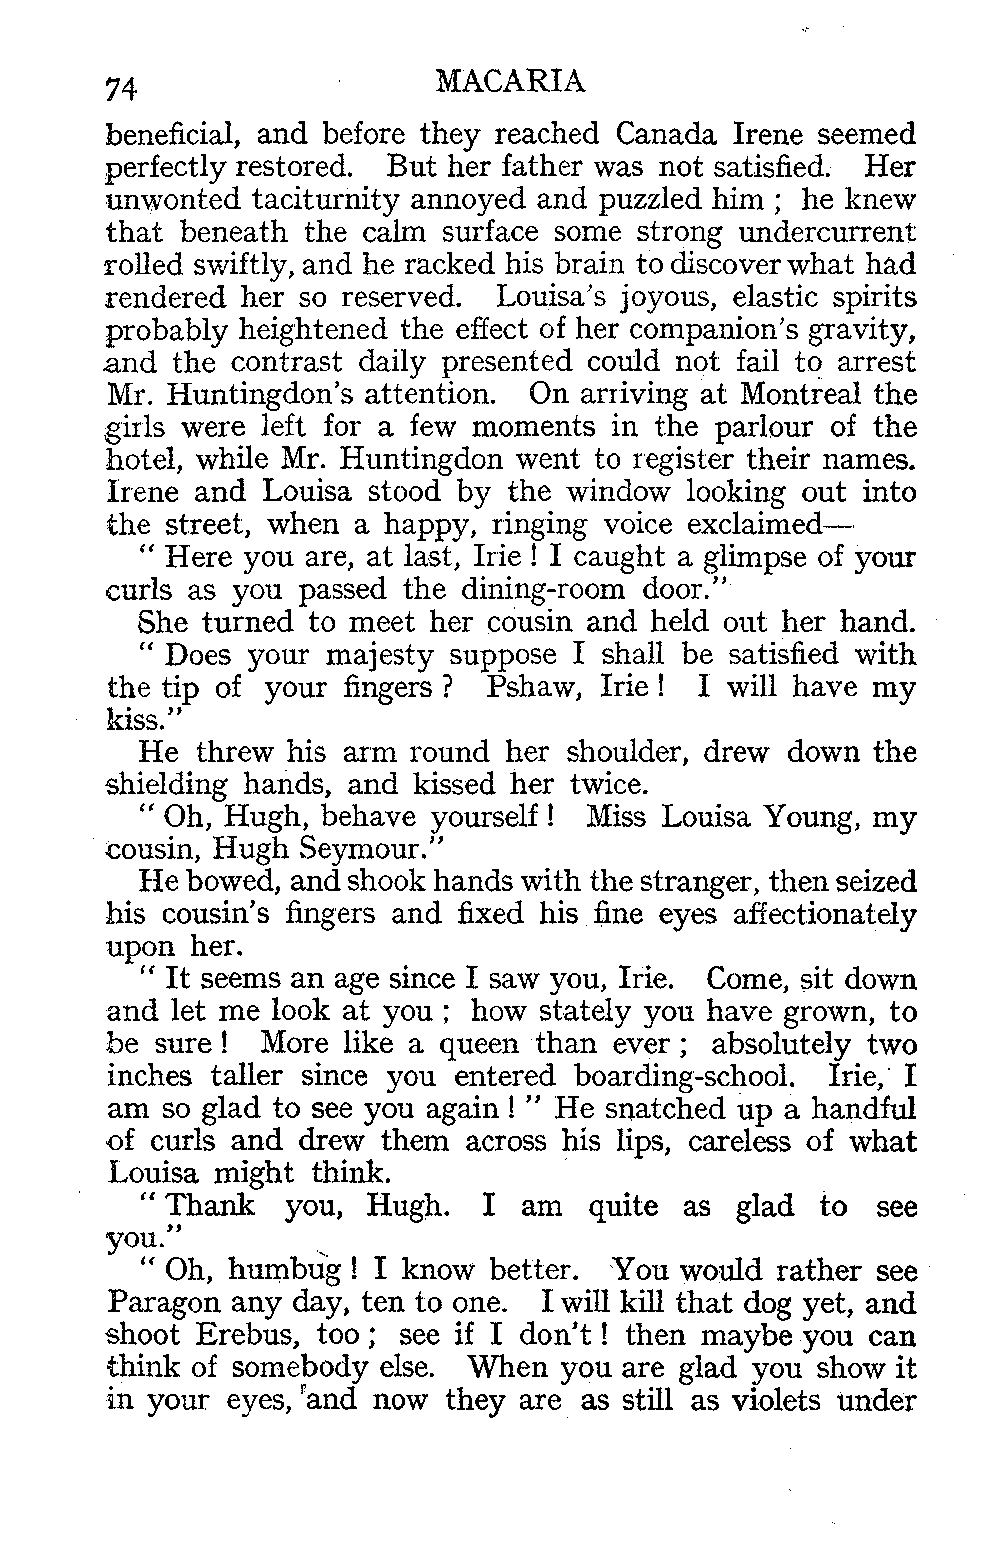 74 MACARIA
beneficial, and before they reached Canada Irene seemed
perfectly restored. But her father was not satisfied. Her
unwonted taciturnity annoyed and puzzled him ; he knew
that beneath the calm surface some strong undercurrent
rolled swiftly, and he racked his brain to discover what had
rendered her so reserved. Louisa's joyous, elastic spirits
probably heightened the effect of her companion's gravity,
and the contrast daily presented could not fail to arrest
Mr. Huntingdon's attention. On arriving at Montreal the
girls were left for a few moments in the parlour of the
hotel, while Mr. Huntingdon went to register their names.
Irene and Louisa stood by the window looking out into
the street, when a happy, ringing voice exclaimed—
“ Here you are, at last, Irie ! I caught a glimpse of your
curls as you passed the dining-room door.”
She turned to meet her cousin and held out her hand.
“ Does your majesty suppose I shall be satisfied with
the tip of your fingers ? Pshaw, Irie ! I will have my
kiss.”
He threw his arm round her shoulder, drew down the
shielding hands, and kissed her twice.
“ Oh, Hugh, behave yourself ! Miss Louisa Young, my
cousin, Hugh Seymour.”
He bowed, and shook hands with the stranger, then seized
his cousin's fingers and fixed his fine eyes affectionately
upon her.
“ It seems an age since I saw you, Irie. Come, sit down
and let me look at you ; how stately you have grown, to
be sure ! More like a queen than ever ; absolutely two
inches taller since you entered boarding-school. Irie, I
am so glad to see you again ! ” He snatched up a handful
of curls and drew them across his lips, careless of what
Louisa might think.
“ Thank you, Hugh. I am quite as glad to see
you.”
“ Oh, humbug ! I know better. You would rather see
Paragon any day, ten to one. I will kill that dog yet, and
shoot Erebus, too ; see if I don't ! then maybe you can
think of somebody else. When you are glad you show it
in your eyes, and now they are as still as violets under